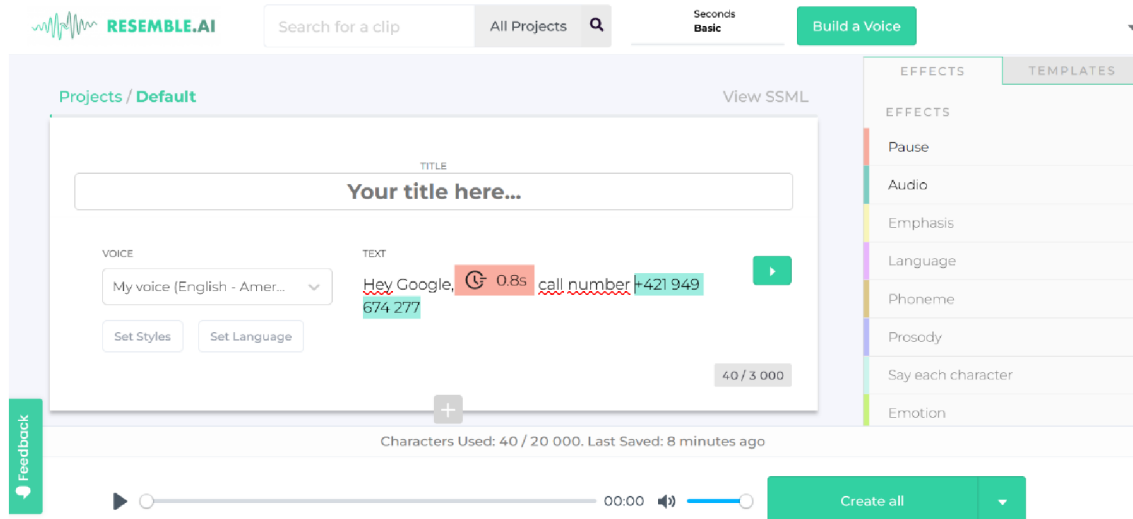 RESEMBLE.AI
Search for a clip
All Projects
Seconds
Basic
Build a Voice
EFFECTS
TEMPLATES
Projects / Default
View SSML
EFFECTS
Pause
Audio
Emphasis
Language
Phoneme
Prosody
Say each character
Emotion
TITLE
Your title here...
VOICE
My voice (English - Amer...
Set Styles
Set Language
TEXT
Hey Google, 0.8s call number +421 949
674 277
40 / 3 000
+
Characters Used: 40 / 20 000. Last Saved: 8 minutes ago
Feedback
00:00
Create all